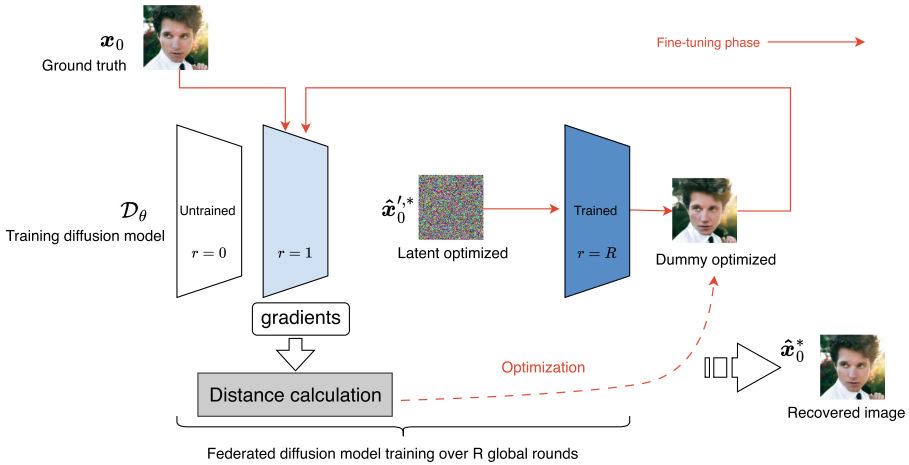 x₀
Ground truth
Fine-tuning phase
𝒟_θ
Training diffusion model
Untrained
r = 0
r = 1
x̂₀′,*
Latent optimized
Trained
r = R
Dummy optimized
gradients
Distance calculation
Optimization
x̂₀*
Recovered image
Federated diffusion model training over R global rounds